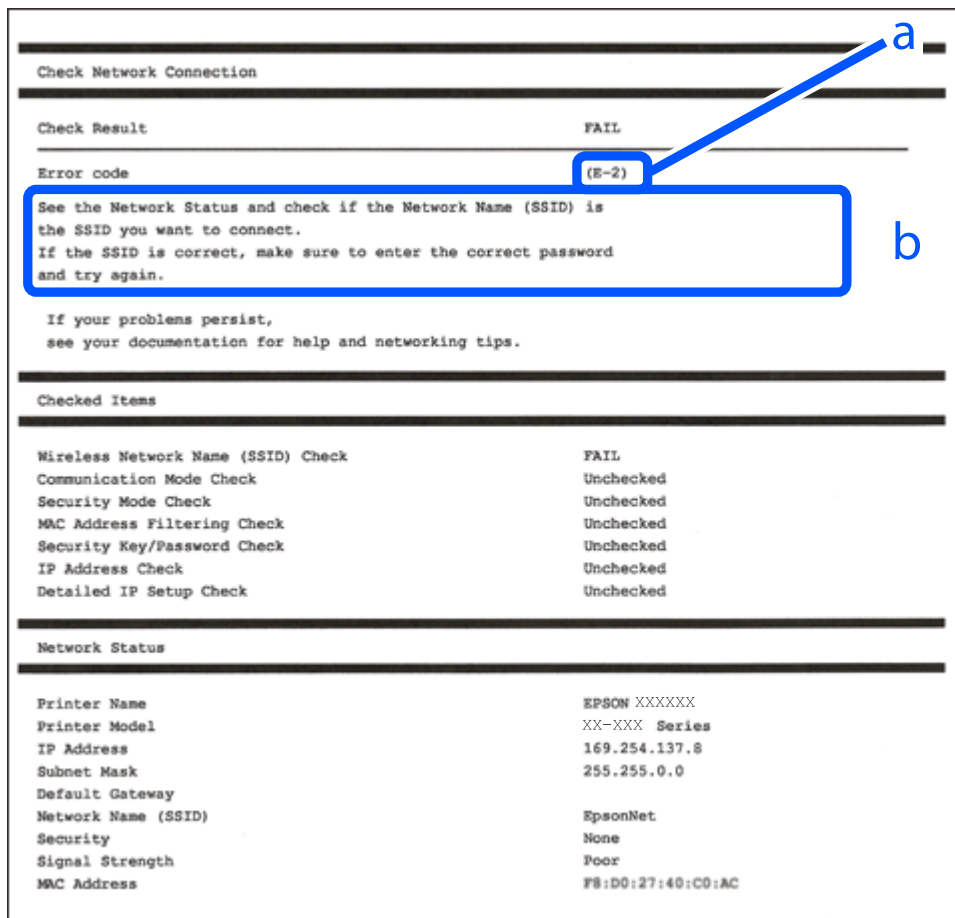 a
Check Network Connection
Check Result FAIL
Error code (E-2)
See the Network Status and check if the Network Name (SSID) is
the SSID you want to connect.
If the SSID is correct, make sure to enter the correct password
and try again.
b
If your problems persist,
see your documentation for help and networking tips.
Checked Items
Wireless Network Name (SSID) Check FAIL
Communication Mode Check Unchecked
Security Mode Check Unchecked
MAC Address Filtering Check Unchecked
Security Key/Password Check Unchecked
IP Address Check Unchecked
Detailed IP Setup Check Unchecked
Network Status
Printer Name EPSON XXXXXX
Printer Model XX-XXX Series
IP Address 169.254.137.8
Subnet Mask 255.255.0.0
Default Gateway
Network Name (SSID) EpsonNet
Security None
Signal Strength Poor
MAC Address F8:D0:27:40:C0:AC